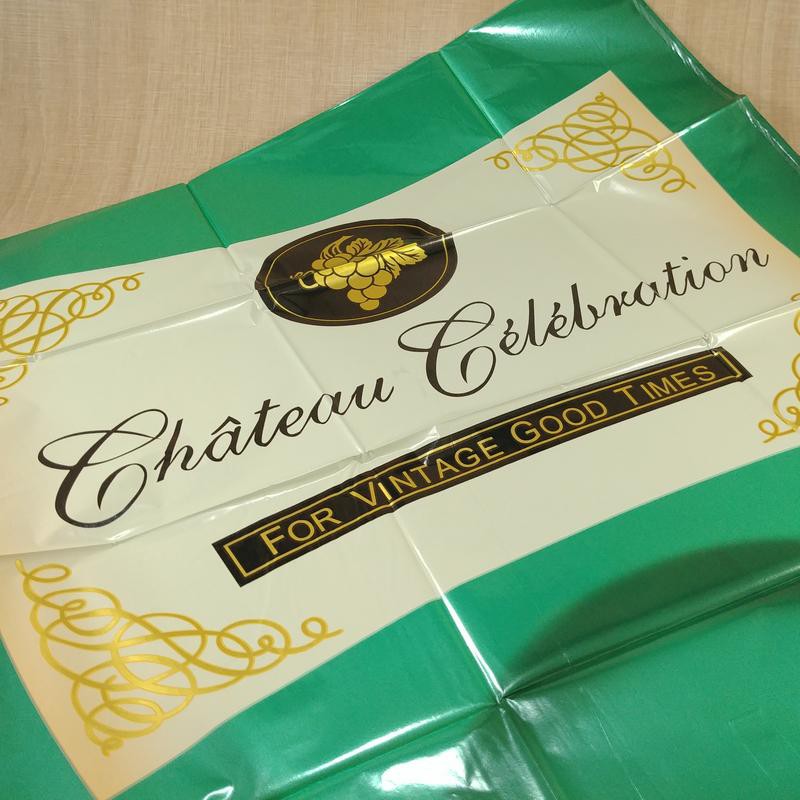 Château Célébration
FOR VINTAGE GOOD TIMES